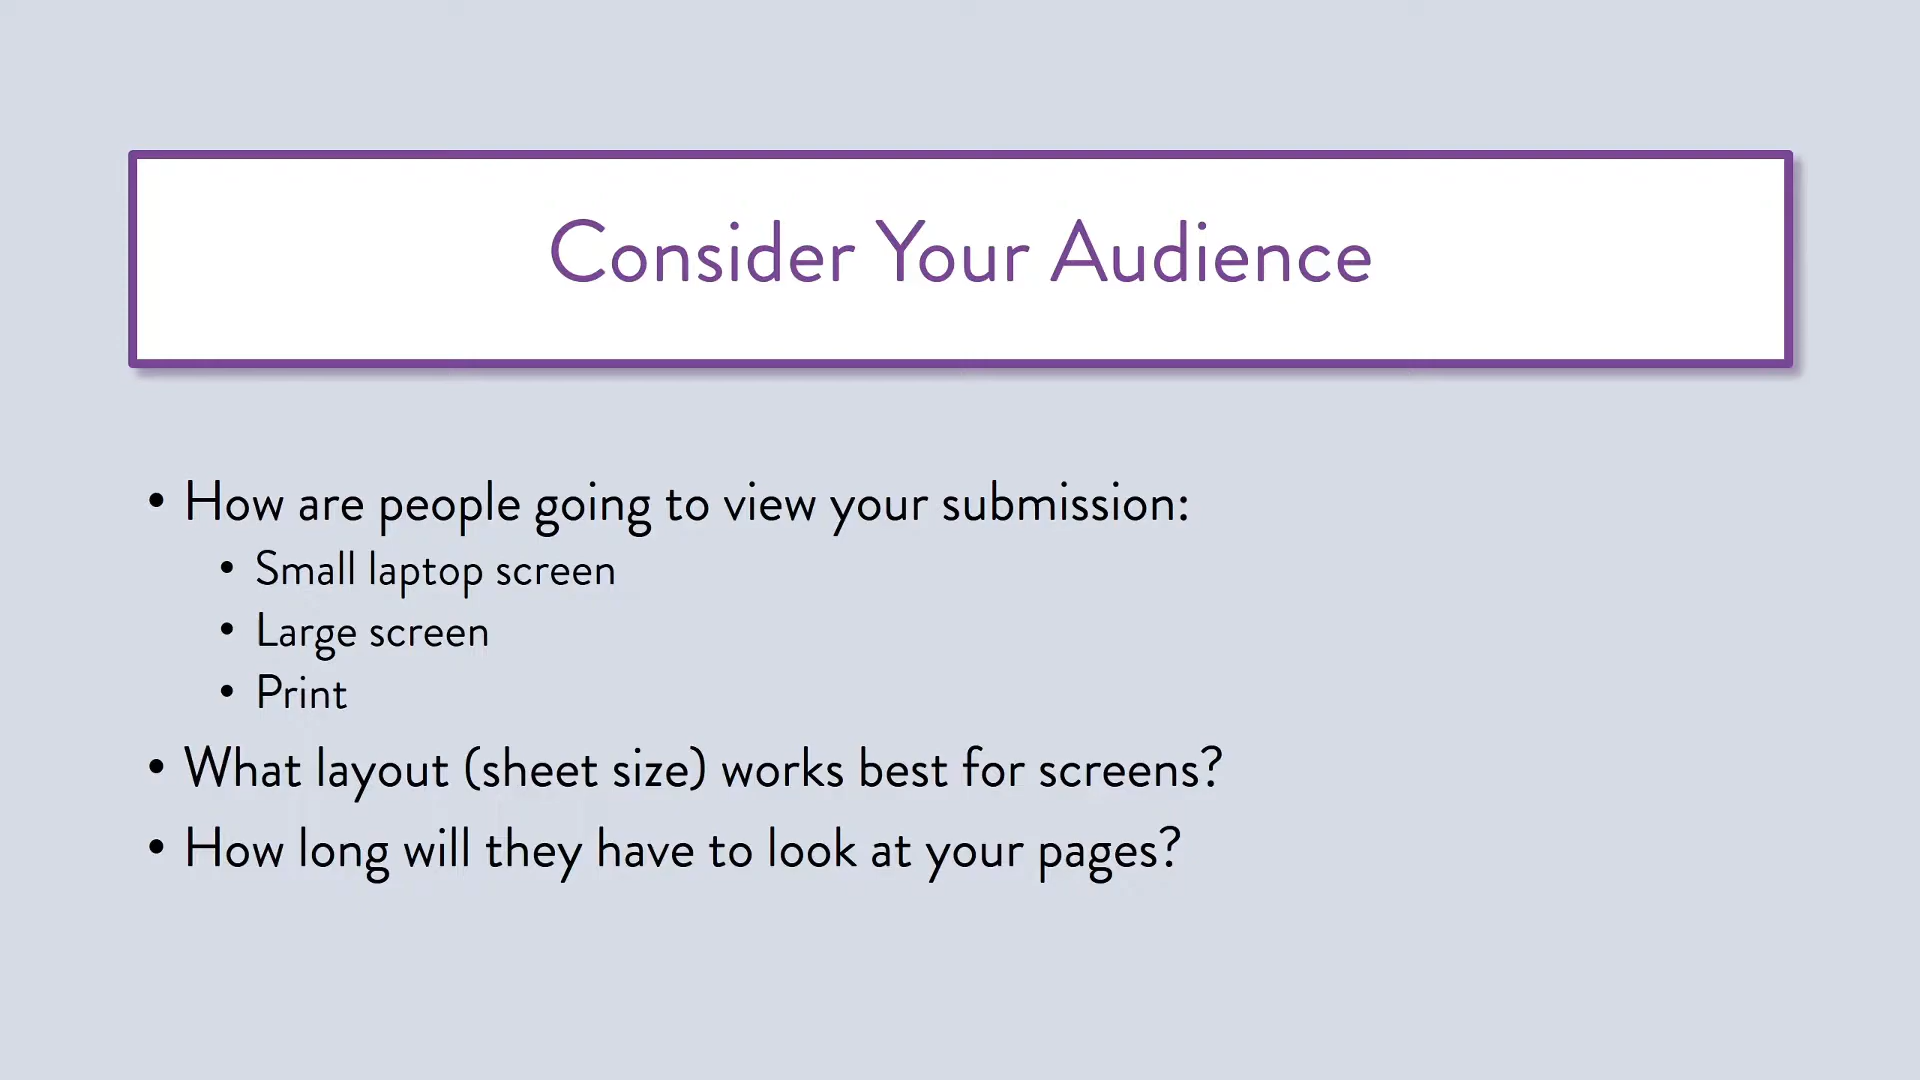 Consider Your Audience
• How are people going to view your submission:
• Small laptop screen
• Large screen
• Print
• What layout (sheet size) works best for screens?
• How long will they have to look at your pages?